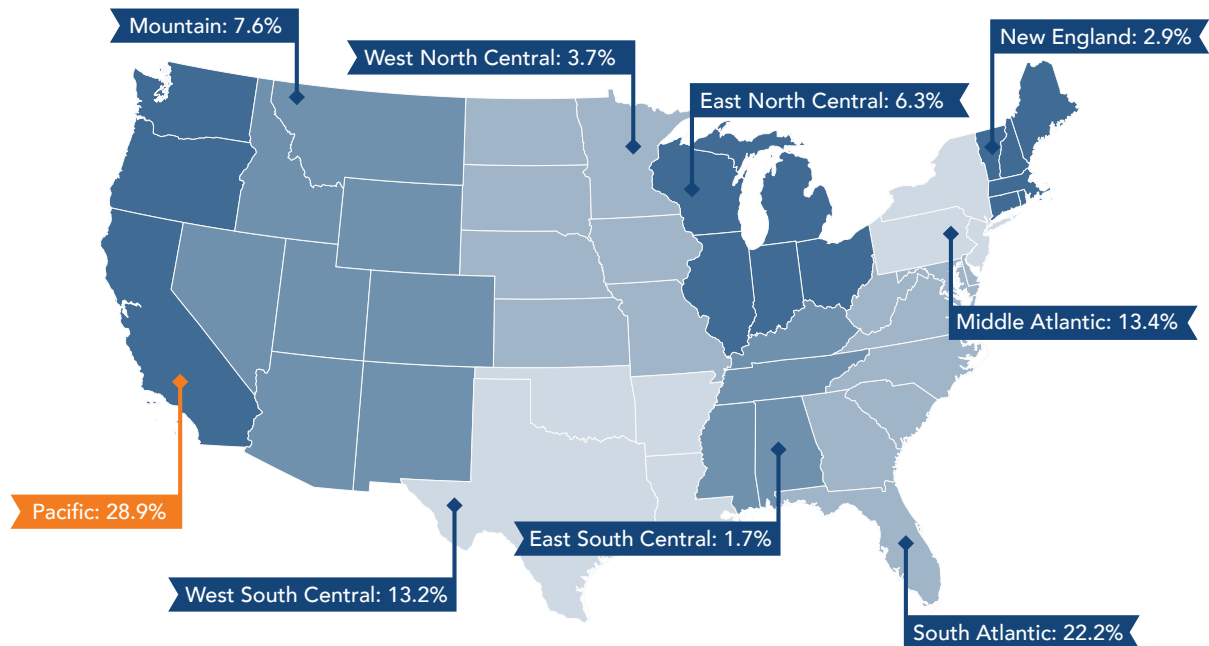 Mountain: 7.6%
New England: 2.9%
West North Central: 3.7%
East North Central: 6.3%
Middle Atlantic: 13.4%
Pacific: 28.9%
East South Central: 1.7%
West South Central: 13.2%
South Atlantic: 22.2%